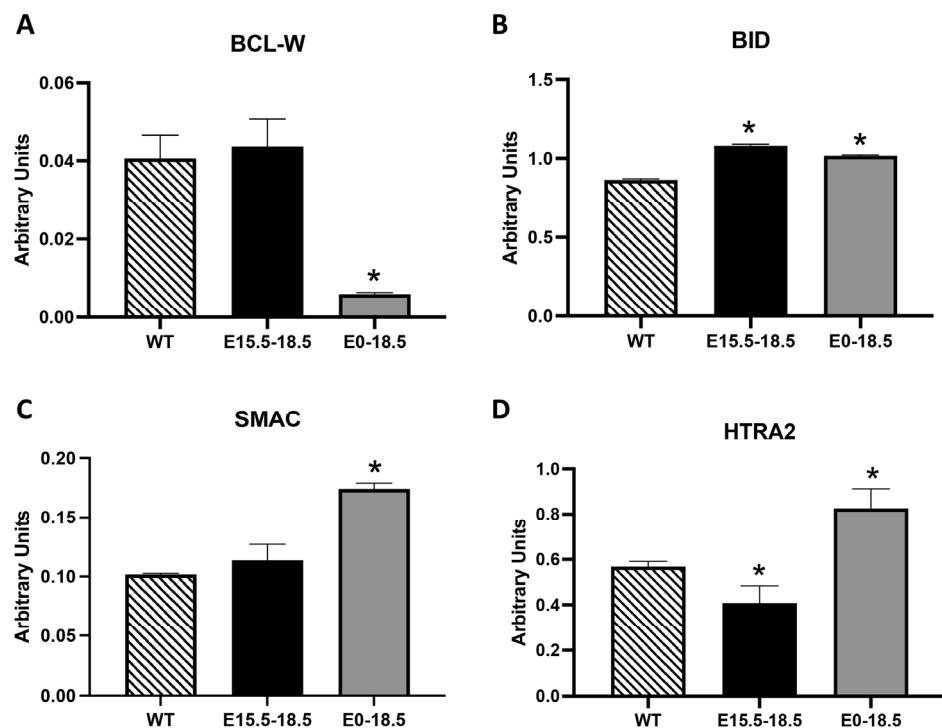 A
BCL-W
Arbitrary Units
0.06
0.04
0.02
0.00
*
WT
E15.5-18.5
E0-18.5
B
BID
Arbitrary Units
1.5
1.0
0.5
0.0
*
*
WT
E15.5-18.5
E0-18.5
C
SMAC
Arbitrary Units
0.20
0.15
0.10
0.05
0.00
*
WT
E15.5-18.5
E0-18.5
D
HTRA2
Arbitrary Units
1.0
0.8
0.6
0.4
0.2
0.0
*
*
WT
E15.5-18.5
E0-18.5